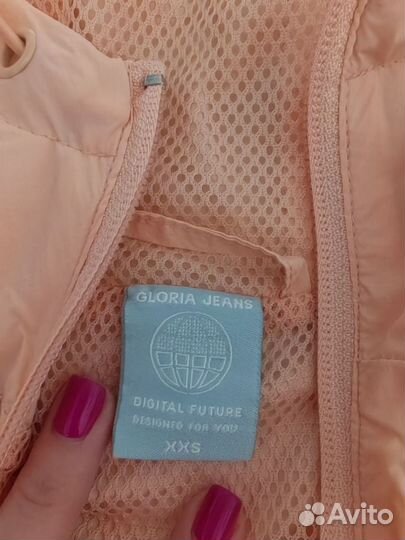 GLORIA JEANS
DIGITAL FUTURE
DESIGNED FOR YOU
XXS
Avito